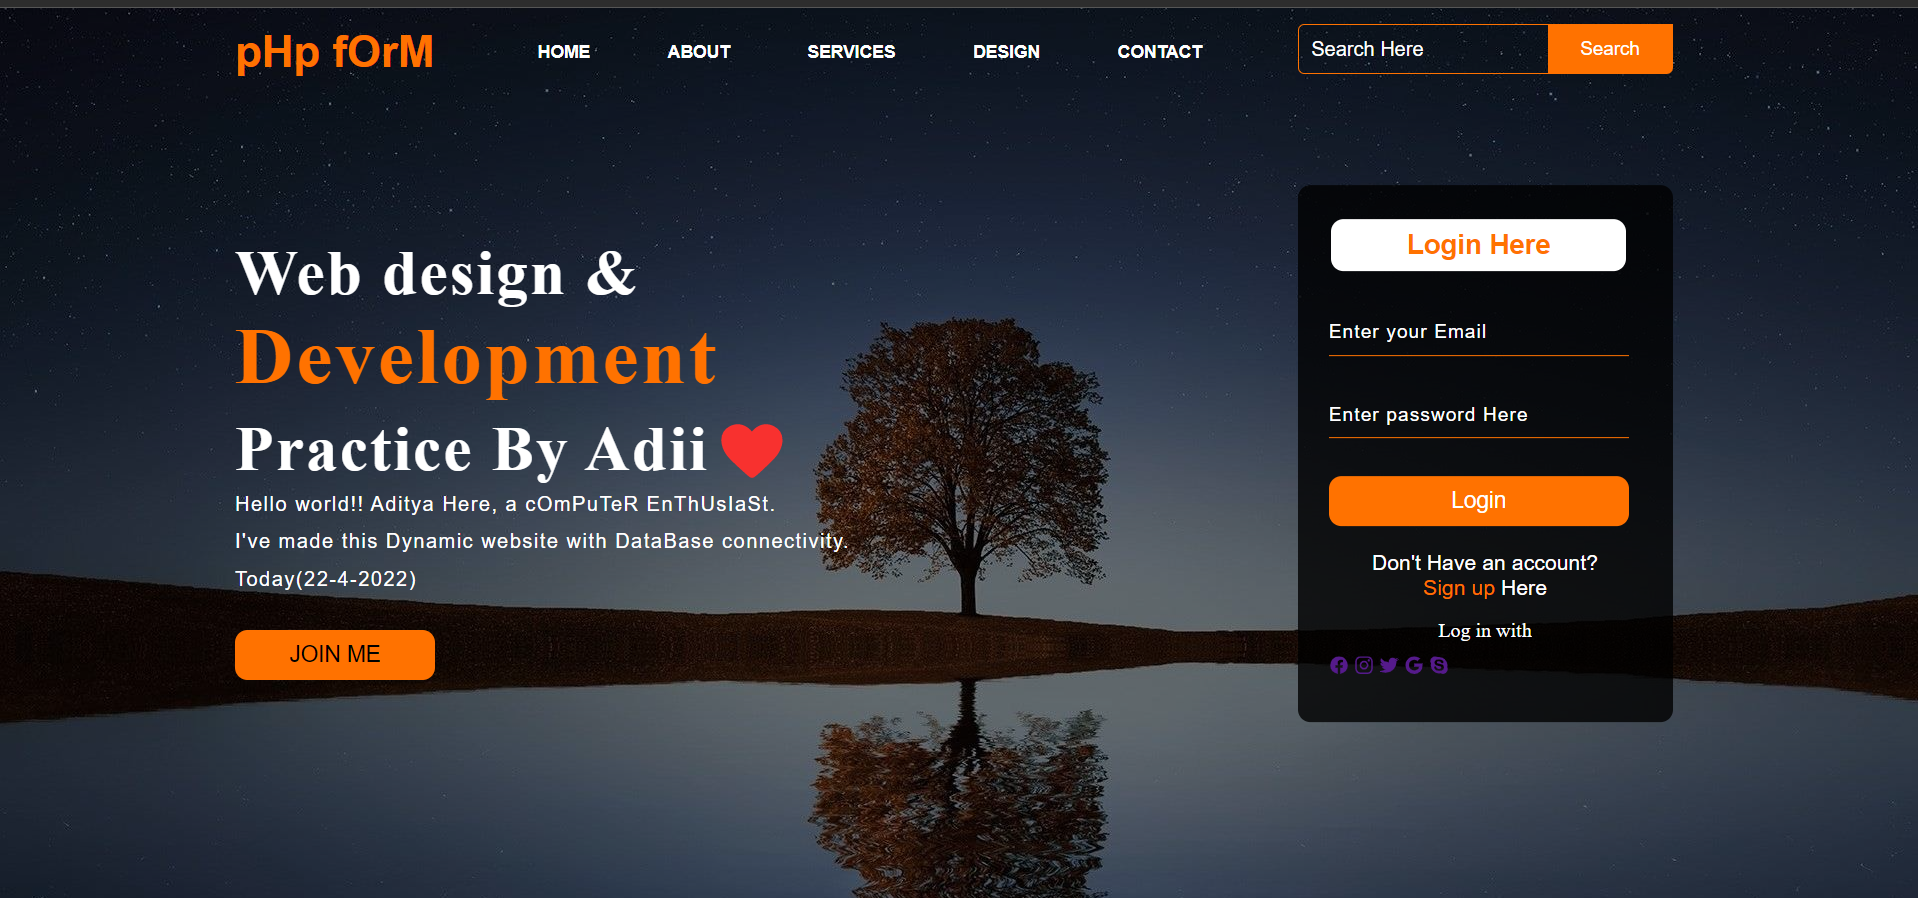 pHp fOrM
HOME ABOUT SERVICES DESIGN CONTACT
Search Here
Search
Web design &
Development
Practice By Adii
Hello world!! Aditya Here, a cOmPuTeR EnThUsIaSt.
I've made this Dynamic website with DataBase connectivity.
Today(22-4-2022)
JOIN ME
Login Here
Enter your Email
Enter password Here
Login
Don't Have an account?
Sign up Here
Log in with